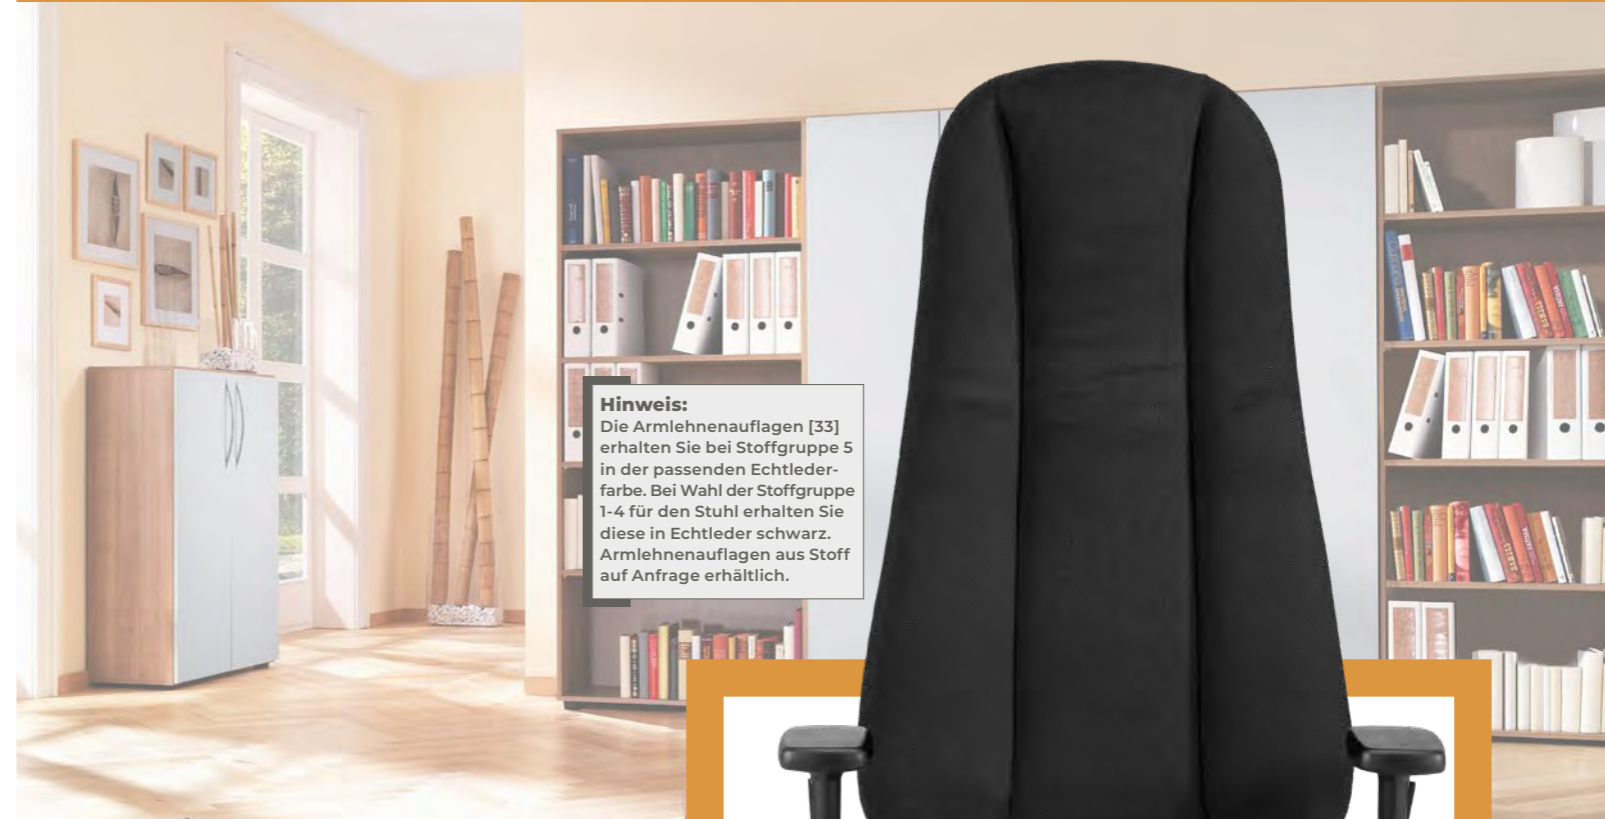 Hinweis:
Die Armlehnenauflagen [33]
erhalten Sie bei Stoffgruppe 5
in der passenden Echtleder-
farbe. Bei Wahl der Stoffgruppe
1-4 für den Stuhl erhalten Sie
diese in Echtleder schwarz.
Armlehnenauflagen aus Stoff
auf Anfrage erhältlich.